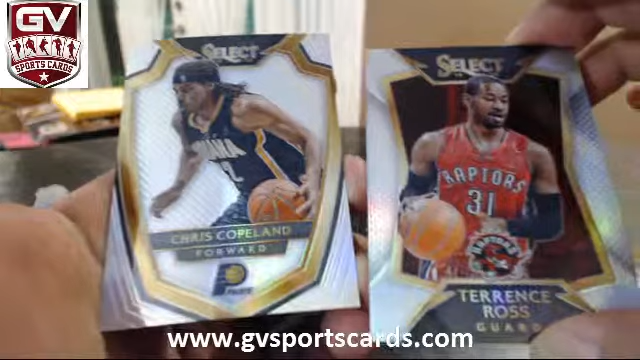 GV
SPORTS CARDS
SELECT
CHRIS COPELAND
FORWARD
SELECT
RAPTORS
31
TERRENCE
ROSS
GUARD
www.gvsportscards.com